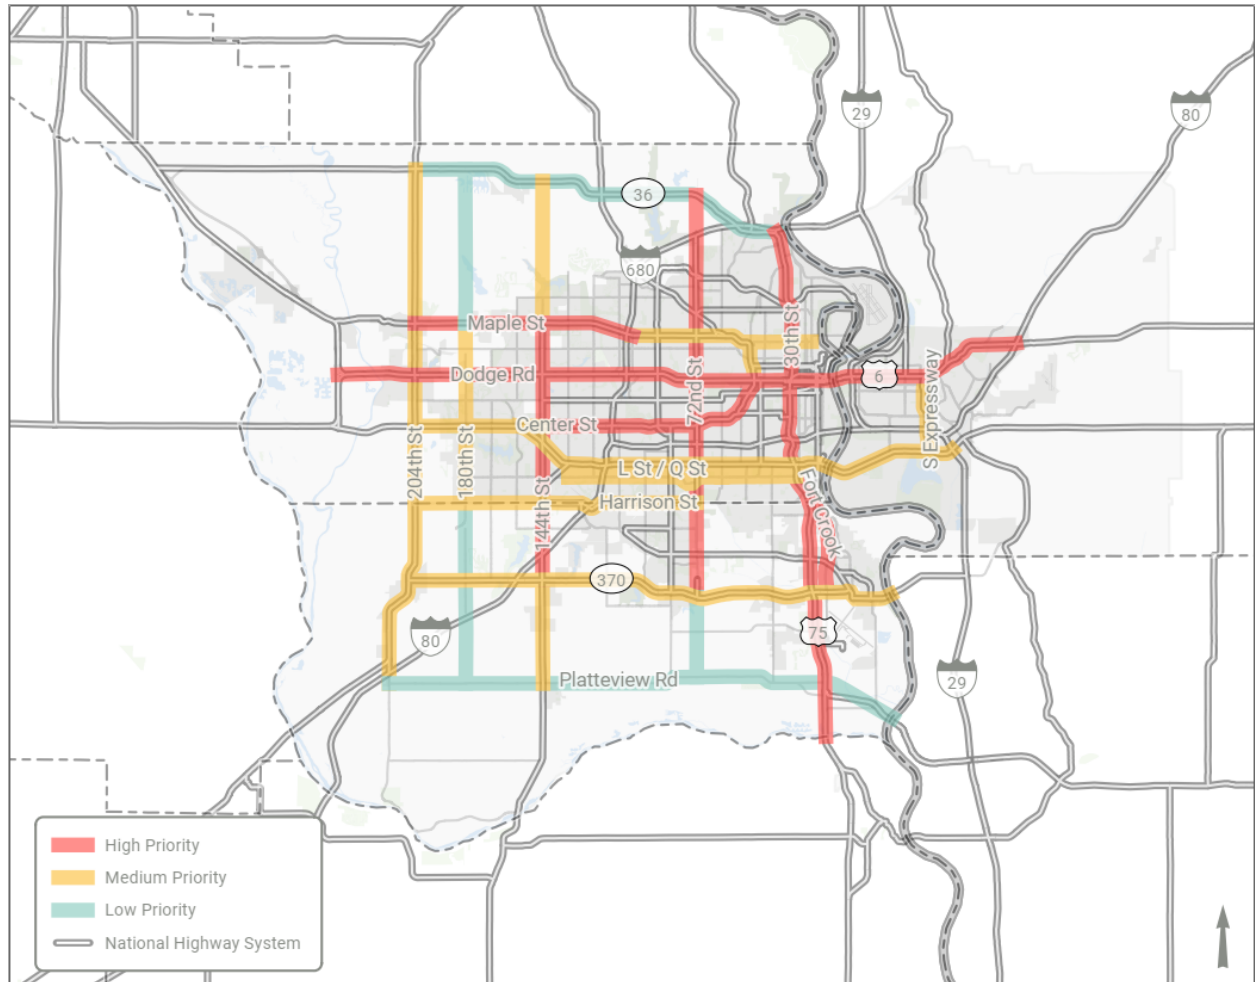 29
80
36
680
Maple St
30th St
Dodge Rd
72nd St
6
S Expressway
Center St
204th St
180th St
L St / Q St
144th St
Harrison St
Fort Crook
370
80
75
29
Platteview Rd
High Priority
Medium Priority
Low Priority
National Highway System